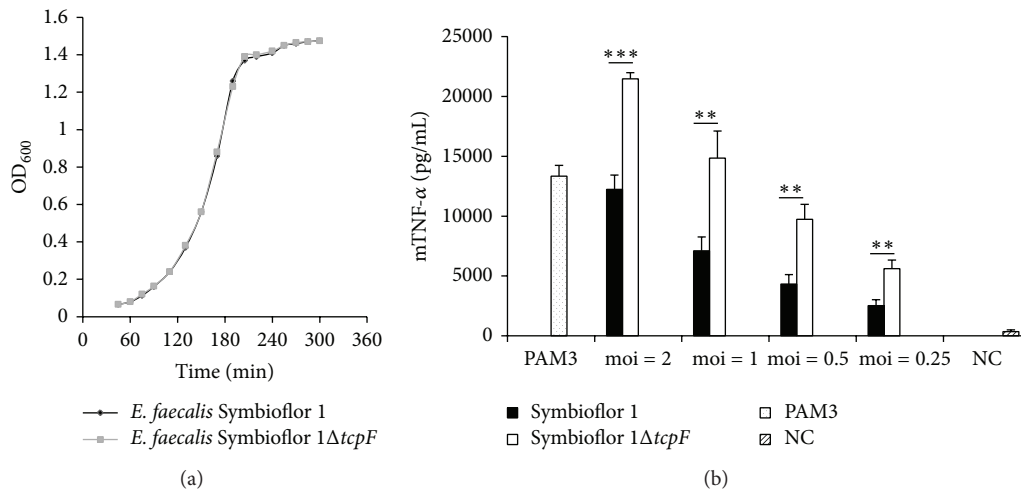 1.6
1.4
1.2
1
0.8
0.6
0.4
0.2
0
OD600
0 60 120 180 240 300 360
Time (min)
E. faecalis Symbioflor 1
E. faecalis Symbioflor 1ΔtcpF
(a)
25000
20000
15000
10000
5000
0
mTNF-α (pg/mL)
***
**
**
**
PAM3 moi = 2 moi = 1 moi = 0.5 moi = 0.25 NC
Symbioflor 1
Symbioflor 1ΔtcpF
PAM3
NC
(b)